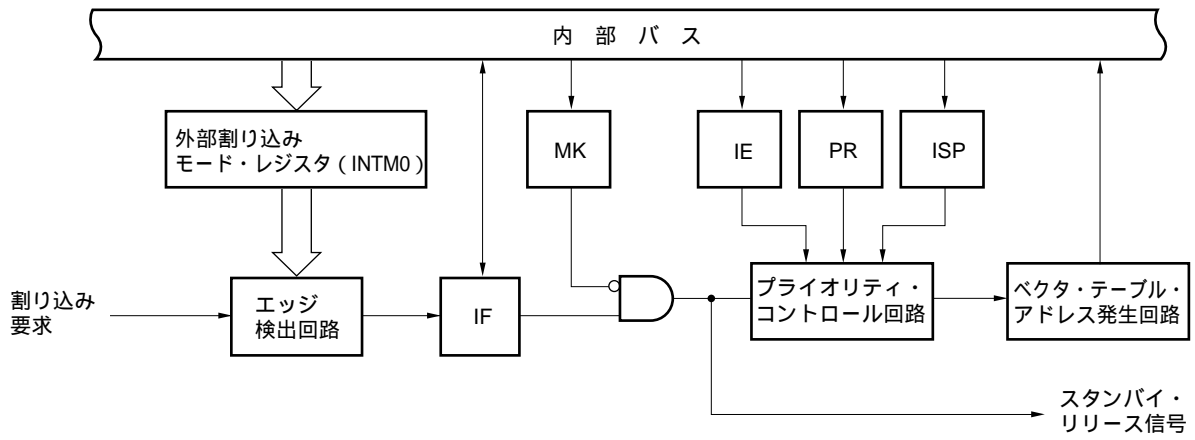 内 部 バ ス
外部割り込み
モード・レジスタ（INTM0）
MK
IE
PR
ISP
割り込み
要求
エッジ
検出回路
IF
プライオリティ・
コントロール回路
ベクタ・テーブル・
アドレス発生回路
スタンバイ・
リリース信号